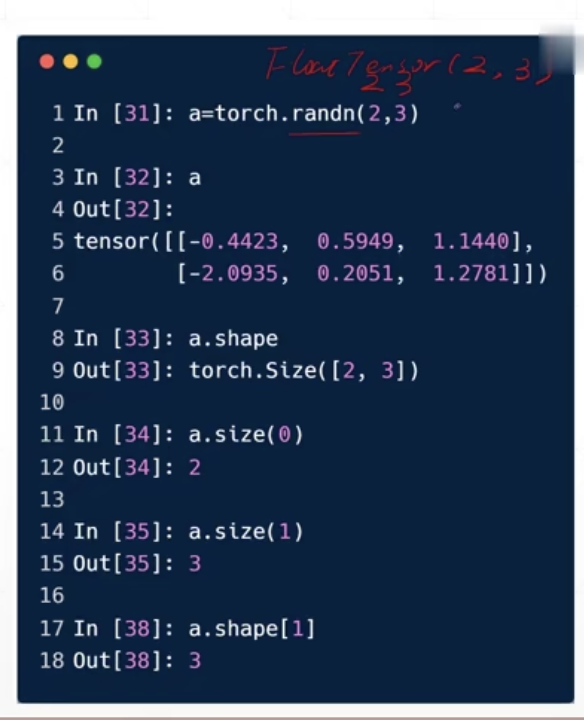 FloatTensor(2,3)
2 3
1 In [31]: a=torch.randn(2,3)
2
3 In [32]: a
4 Out[32]:
5 tensor([[-0.4423, 0.5949, 1.1440],
6 [-2.0935, 0.2051, 1.2781]])
7
8 In [33]: a.shape
9 Out[33]: torch.Size([2, 3])
10
11 In [34]: a.size(0)
12 Out[34]: 2
13
14 In [35]: a.size(1)
15 Out[35]: 3
16
17 In [38]: a.shape[1]
18 Out[38]: 3